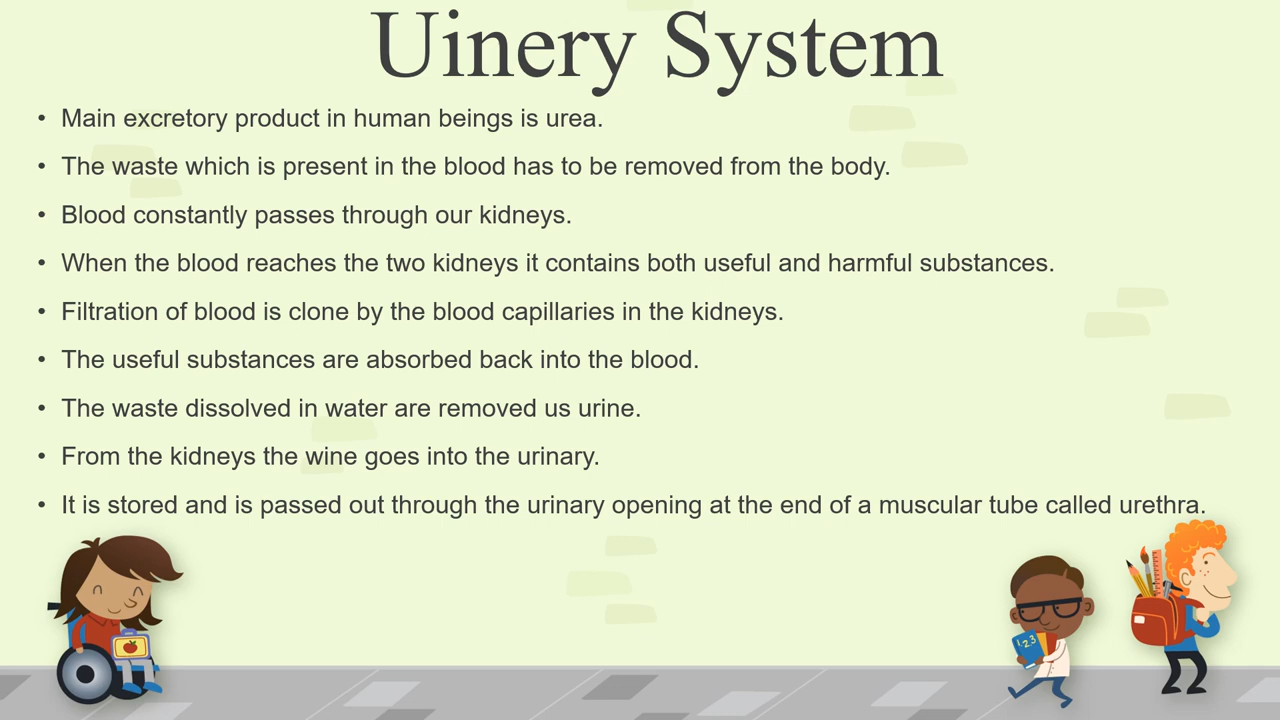 Uinery System
• Main excretory product in human beings is urea.
• The waste which is present in the blood has to be removed from the body.
• Blood constantly passes through our kidneys.
• When the blood reaches the two kidneys it contains both useful and harmful substances.
• Filtration of blood is clone by the blood capillaries in the kidneys.
• The useful substances are absorbed back into the blood.
• The waste dissolved in water are removed us urine.
• From the kidneys the wine goes into the urinary.
• It is stored and is passed out through the urinary opening at the end of a muscular tube called urethra.
123